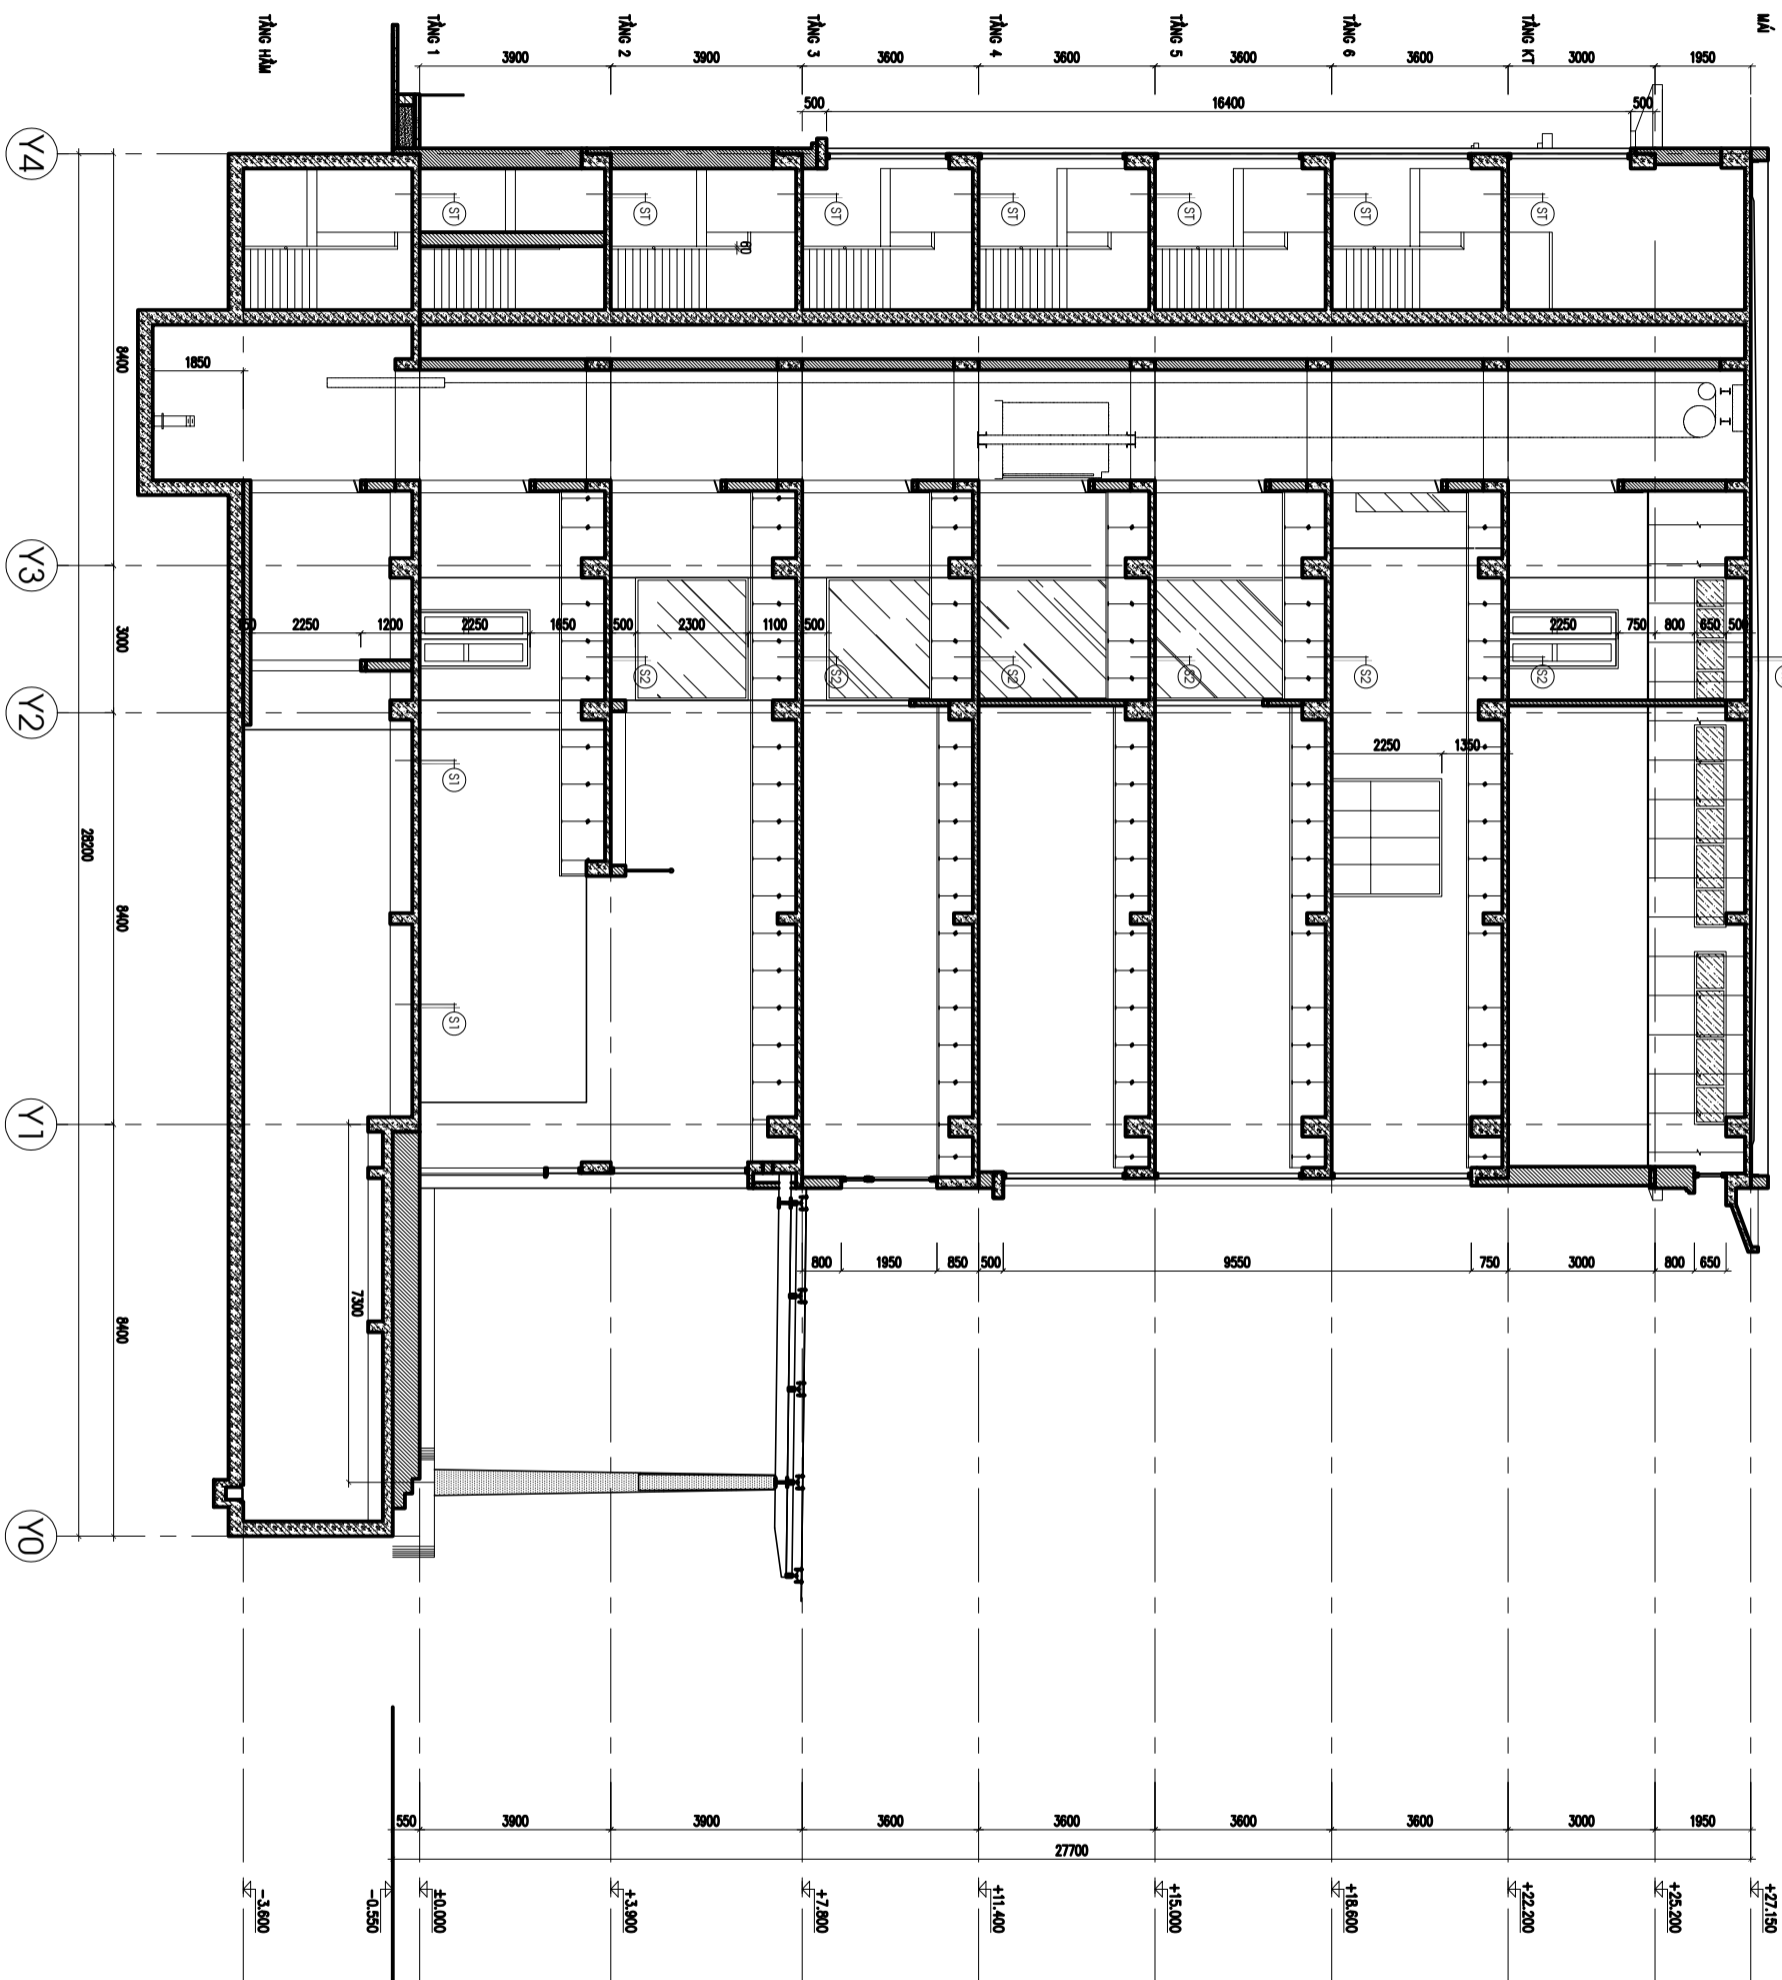 MÁI
TẦNG KT
TẦNG 6
TẦNG 5
TẦNG 4
TẦNG 3
TẦNG 2
TẦNG 1
TẦNG HẦM
3900
3900
3600
3600
3600
3600
3000
1950
500
16400
500
Y4
Y3
Y2
Y1
Y0
8400
3000
8400
8400
28200
ST
ST
ST
ST
ST
ST
ST
60
1850
2250
1200
2250
1650
500
2300
1100
500
2250
750
800
650
500
S2
S2
S2
S2
S2
S2
S1
S1
2250
1350
7300
800
1950
850
500
9550
750
3000
800
650
550
3900
3900
3600
3600
3600
3600
3000
1950
27700
-3.600
-0.550
±0.000
+3.900
+7.800
+11.400
+15.000
+18.600
+22.200
+25.200
+27.150